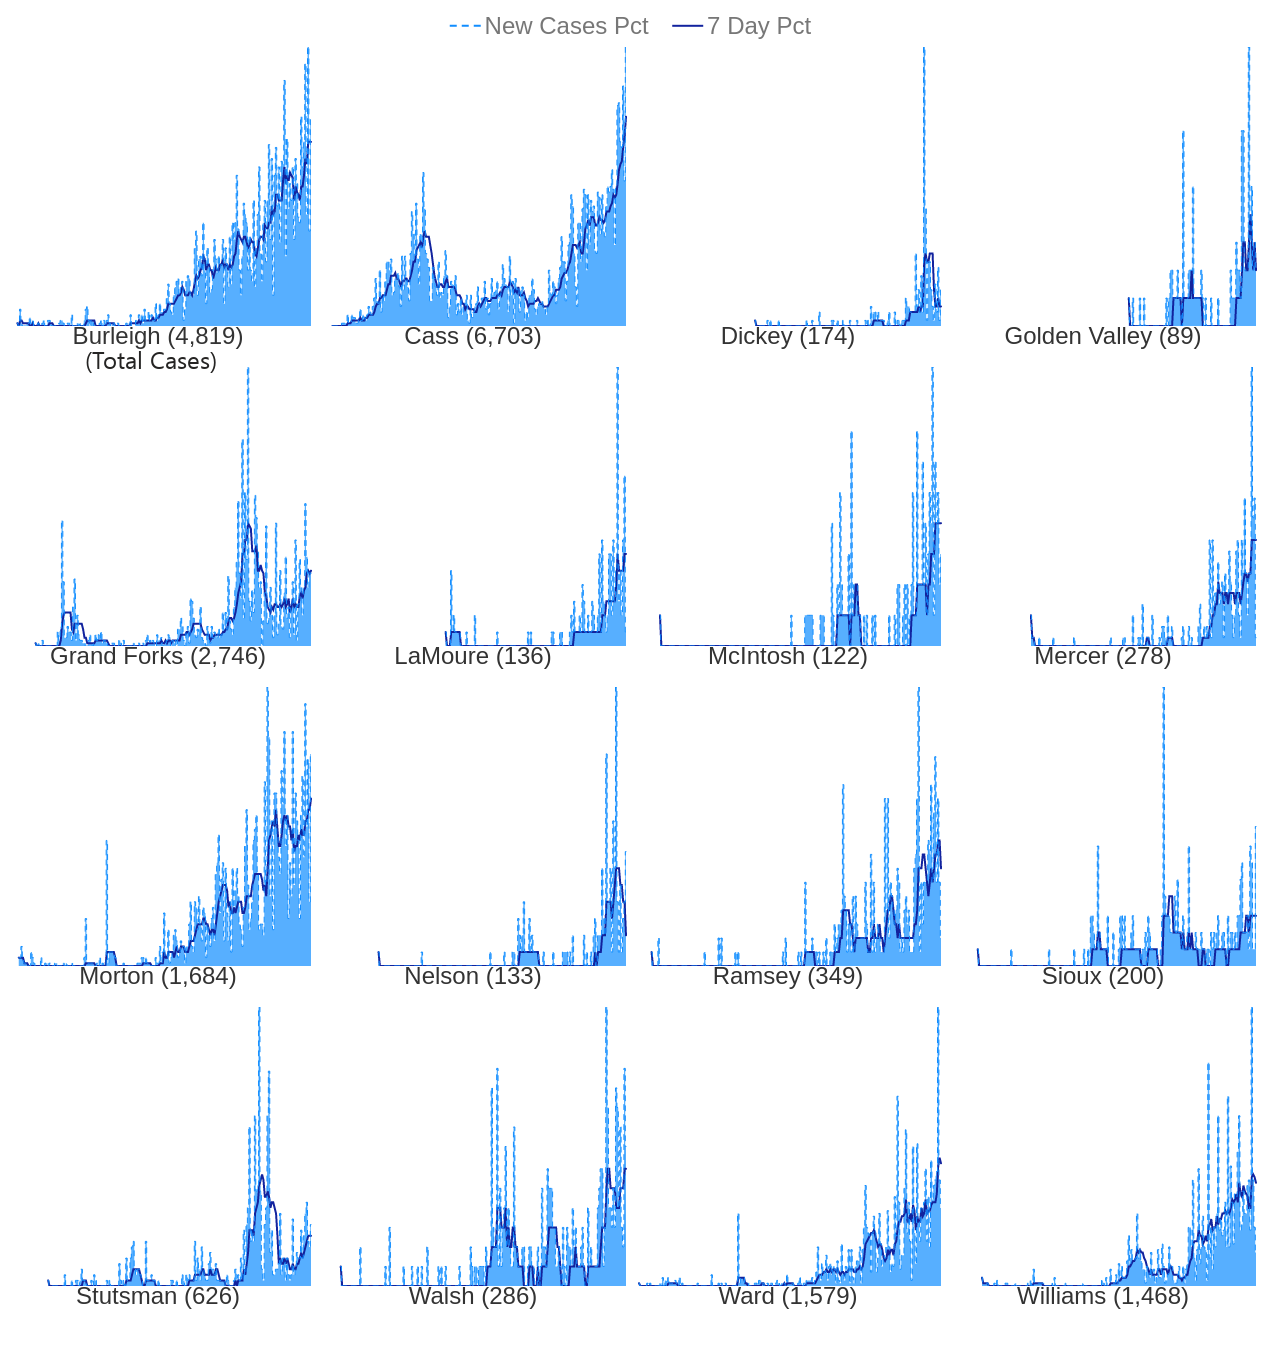 New Cases Pct 7 Day Pct
Burleigh (4,819) Cass (6,703) Dickey (174) Golden Valley (89)
(Total Cases)
Grand Forks (2,746) LaMoure (136) McIntosh (122) Mercer (278)
Morton (1,684) Nelson (133) Ramsey (349) Sioux (200)
Stutsman (626) Walsh (286) Ward (1,579) Williams (1,468)